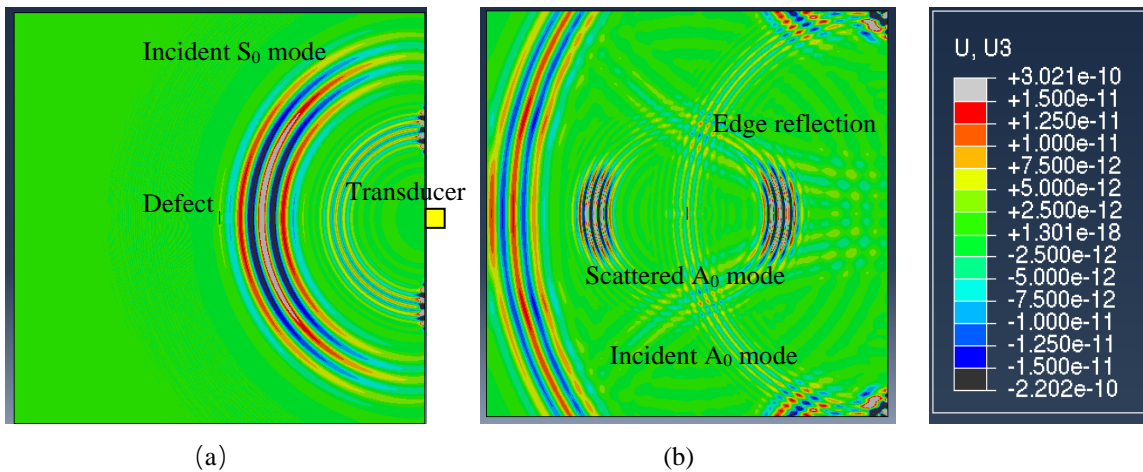 Incident S₀ mode
Defect
Transducer
(a)
Edge reflection
Scattered A₀ mode
Incident A₀ mode
(b)
U, U3
+3.021e-10
+1.500e-11
+1.250e-11
+1.000e-11
+7.500e-12
+5.000e-12
+2.500e-12
+1.301e-18
-2.500e-12
-5.000e-12
-7.500e-12
-1.000e-11
-1.250e-11
-1.500e-11
-2.202e-10